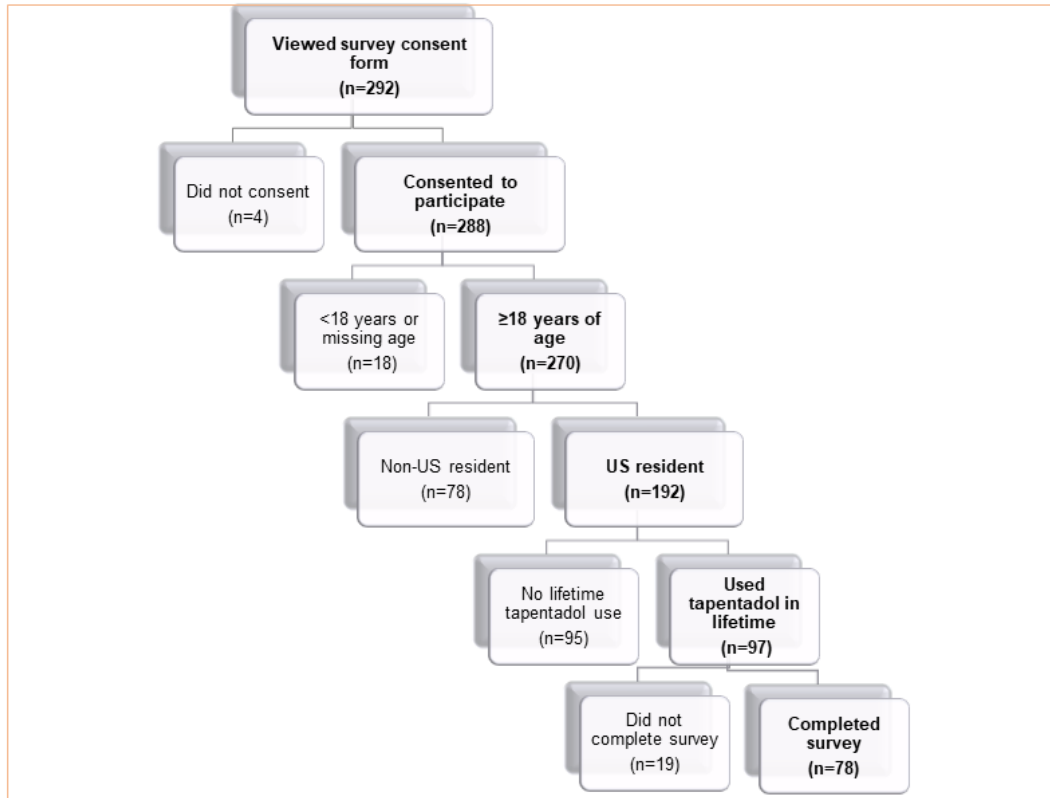 Viewed survey consent
form
(n=292)
Did not consent
(n=4)
Consented to
participate
(n=288)
<18 years or
missing age
(n=18)
≥18 years of
age
(n=270)
Non-US resident
(n=78)
US resident
(n=192)
No lifetime
tapentadol use
(n=95)
Used
tapentadol in
lifetime
(n=97)
Did not
complete survey
(n=19)
Completed
survey
(n=78)